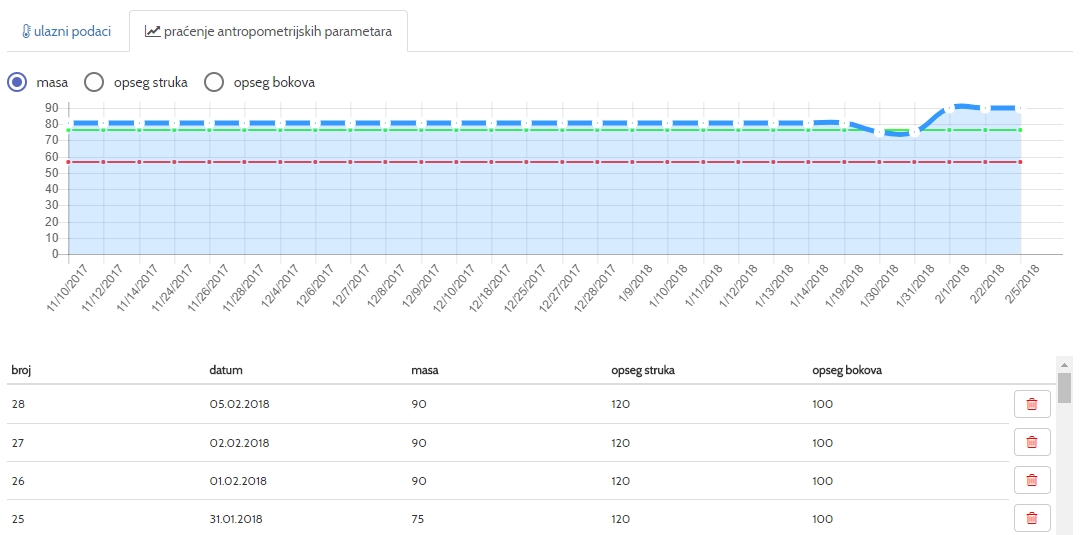 ulazni podaci
praćenje antropometrijskih parametara
masa opseg struka opseg bokova
90
80
70
60
50
40
30
20
10
0
11/10/2017 11/12/2017 11/14/2017 11/24/2017 11/26/2017 11/28/2017 12/4/2017 12/6/2017 12/7/2017 12/8/2017 12/9/2017 12/10/2017 12/18/2017 12/25/2017 12/27/2017 12/28/2017 1/9/2018 1/10/2018 1/11/2018 1/12/2018 1/13/2018 1/14/2018 1/19/2018 1/30/2018 1/31/2018 2/1/2018 2/2/2018 2/5/2018
broj datum masa opseg struka opseg bokova
28 05.02.2018 90 120 100
27 02.02.2018 90 120 100
26 01.02.2018 90 120 100
25 31.01.2018 75 120 100